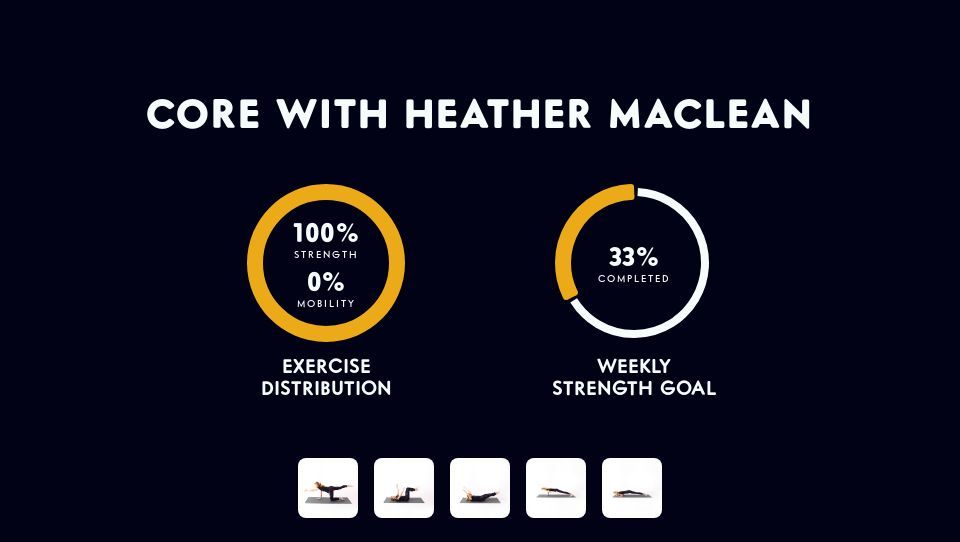 CORE WITH HEATHER MACLEAN
100%
STRENGTH
0%
MOBILITY
EXERCISE
DISTRIBUTION
33%
COMPLETED
WEEKLY
STRENGTH GOAL